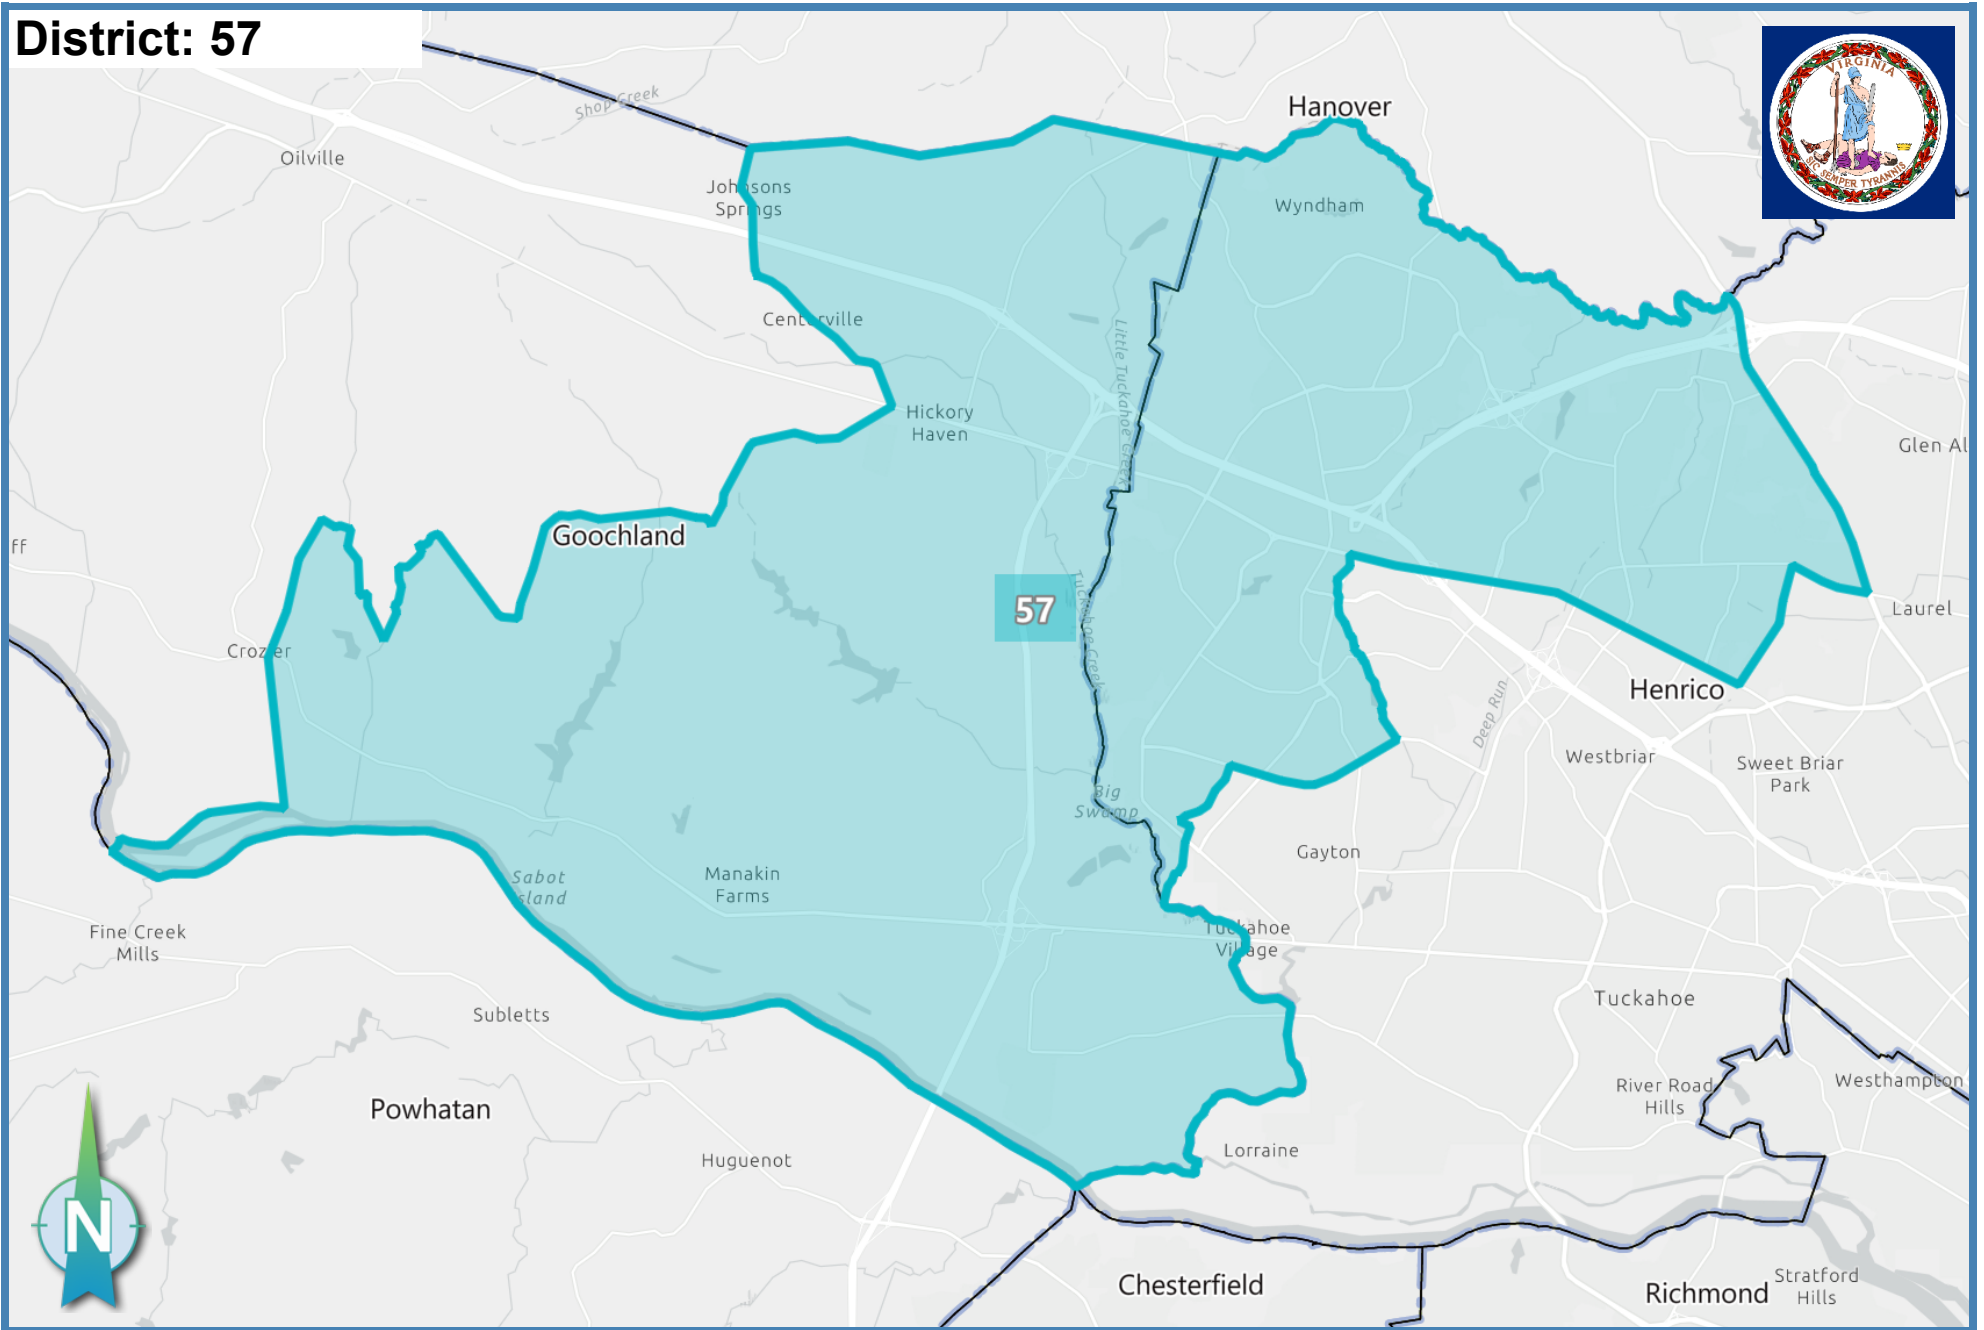 District: 57
Shop Creek
Hanover
VIRGINIA
SIC SEMPER TYRANNIS
Oilville
Johnsons
Springs
Wyndham
Centerville
Little Tuckahoe Creek
Hickory
Haven
Glen Al
Goochland
ff
57
Tuckahoe Creek
Laurel
Crozier
Henrico
Deep Run
Westbriar
Sweet Briar
Park
Big
Swamp
Gayton
Manakin
Farms
Sabot
Island
Fine Creek
Mills
Tuckahoe
Village
Tuckahoe
Subletts
River Road
Hills
Westhampton
Powhatan
Huguenot
Lorraine
N
Chesterfield
Richmond
Stratford
Hills